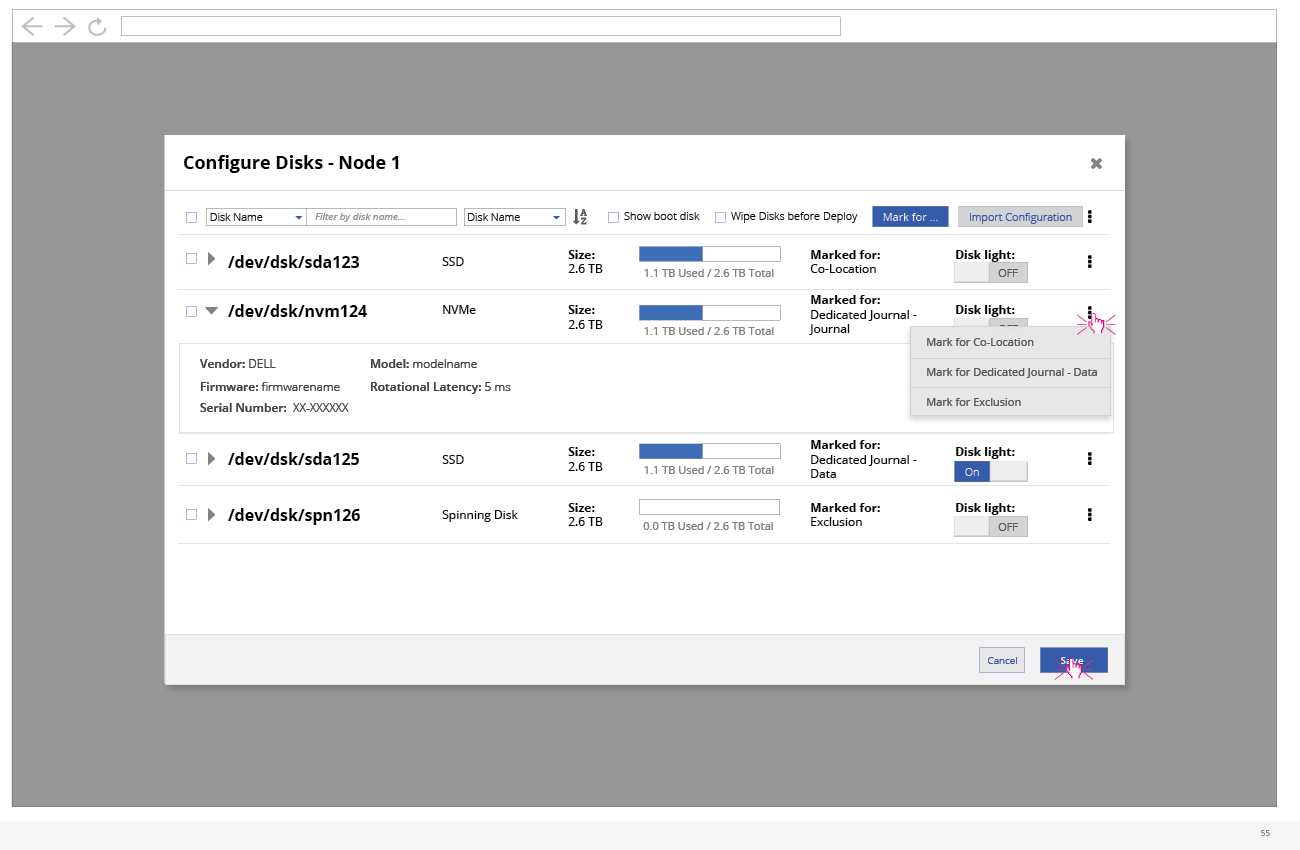 Configure Disks - Node 1
Disk Name Filter by disk name... Disk Name A Z Show boot disk Wipe Disks before Deploy Mark for ... Import Configuration
/dev/dsk/sda123 SSD Size: 2.6 TB 1.1 TB Used / 2.6 TB Total Marked for: Co-Location Disk light: OFF
/dev/dsk/nvm124 NVMe Size: 2.6 TB 1.1 TB Used / 2.6 TB Total Marked for: Dedicated Journal - Journal Disk light: OFF
Mark for Co-Location
Mark for Dedicated Journal - Data
Mark for Exclusion
Vendor: DELL Model: modelname
Firmware: firmwarename Rotational Latency: 5 ms
Serial Number: XX-XXXXXX
/dev/dsk/sda125 SSD Size: 2.6 TB 1.1 TB Used / 2.6 TB Total Marked for: Dedicated Journal - Data Disk light: On
/dev/dsk/spn126 Spinning Disk Size: 2.6 TB 0.0 TB Used / 2.6 TB Total Marked for: Exclusion Disk light: OFF
Cancel Save
55